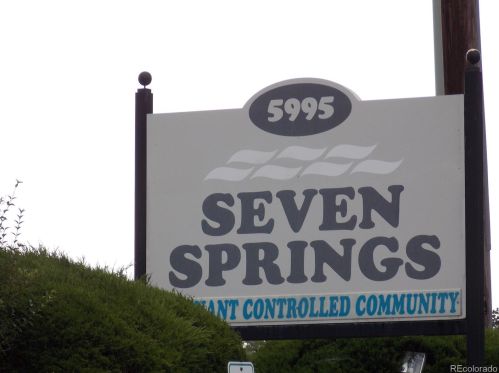 5995
SEVEN
SPRINGS
CONTROLLED COMMUNITY
REcolorado